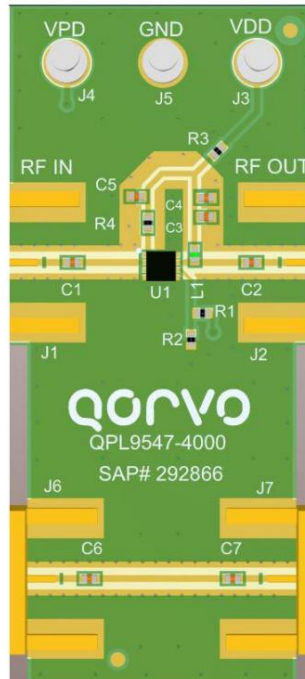 VPD GND VDD
J4 J5 J3
R3
RF IN RF OUT
C5 C4
R4 C3
C1 U1 L1 C2
R1
J1 R2 J2
QORVO
QPL9547-4000
SAP# 292866
J6 J7
C6 C7